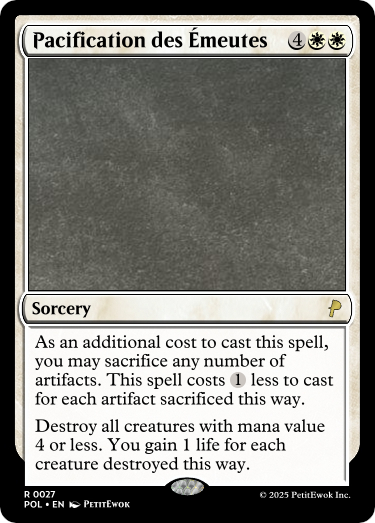 Pacification des Émeutes 4
Sorcery
As an additional cost to cast this spell,
you may sacrifice any number of
artifacts. This spell costs 1 less to cast
for each artifact sacrificed this way.
Destroy all creatures with mana value
4 or less. You gain 1 life for each
creature destroyed this way.
R 0027
POL • EN PetitEwok
© 2025 PetitEwok Inc.